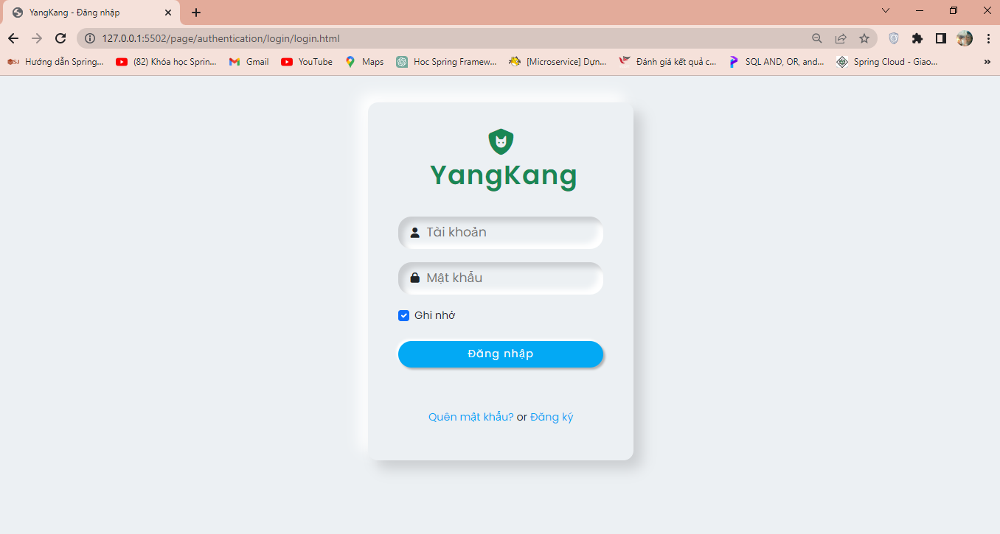 YangKang - Đăng nhập
127.0.0.1:5502/page/authentication/login/login.html
Hướng dẫn Spring... (82) Khóa học Sprin... Gmail YouTube Maps Hoc Spring Framew... [Microservice] Dựn... Đánh giá kết quả c... SQL AND, OR, and... Spring Cloud - Giao... »
YangKang
Tài khoản
Mật khẩu
Ghi nhớ
Đăng nhập
Quên mật khẩu? or Đăng ký